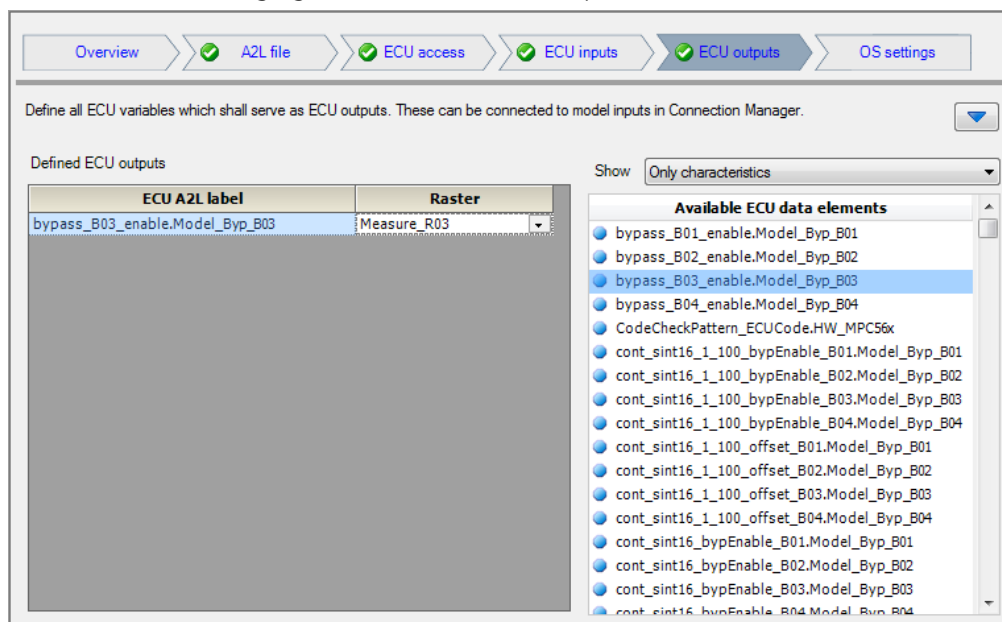 Overview
A2L file
ECU access
ECU inputs
ECU outputs
OS settings
Define all ECU variables which shall serve as ECU outputs. These can be connected to model inputs in Connection Manager.
Defined ECU outputs
ECU A2L label Raster
bypass_B03_enable.Model_Byp_B03 Measure_R03
Show Only characteristics
Available ECU data elements
bypass_B01_enable.Model_Byp_B01
bypass_B02_enable.Model_Byp_B02
bypass_B03_enable.Model_Byp_B03
bypass_B04_enable.Model_Byp_B04
CodeCheckPattern_ECUCode.HW_MPC56x
cont_sint16_1_100_bypEnable_B01.Model_Byp_B01
cont_sint16_1_100_bypEnable_B02.Model_Byp_B02
cont_sint16_1_100_bypEnable_B03.Model_Byp_B03
cont_sint16_1_100_bypEnable_B04.Model_Byp_B04
cont_sint16_1_100_offset_B01.Model_Byp_B01
cont_sint16_1_100_offset_B02.Model_Byp_B02
cont_sint16_1_100_offset_B03.Model_Byp_B03
cont_sint16_1_100_offset_B04.Model_Byp_B04
cont_sint16_bypEnable_B01.Model_Byp_B01
cont_sint16_bypEnable_B02.Model_Byp_B02
cont_sint16_bypEnable_B03.Model_Byp_B03
cont_sint16_bypEnable_B04.Model_Byp_B04